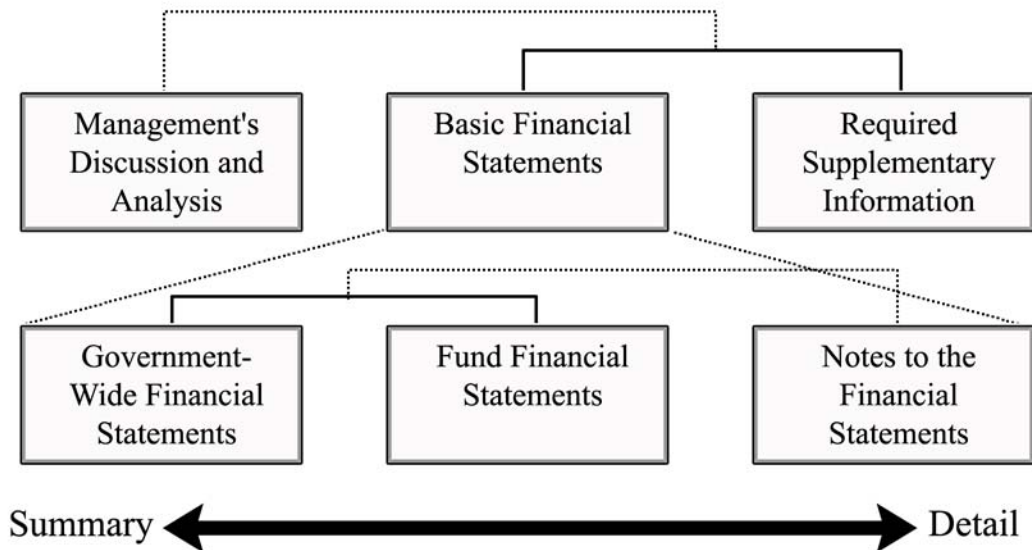 Management's
Discussion and
Analysis
Basic Financial
Statements
Required
Supplementary
Information
Government-
Wide Financial
Statements
Fund Financial
Statements
Notes to the
Financial
Statements
Summary
Detail